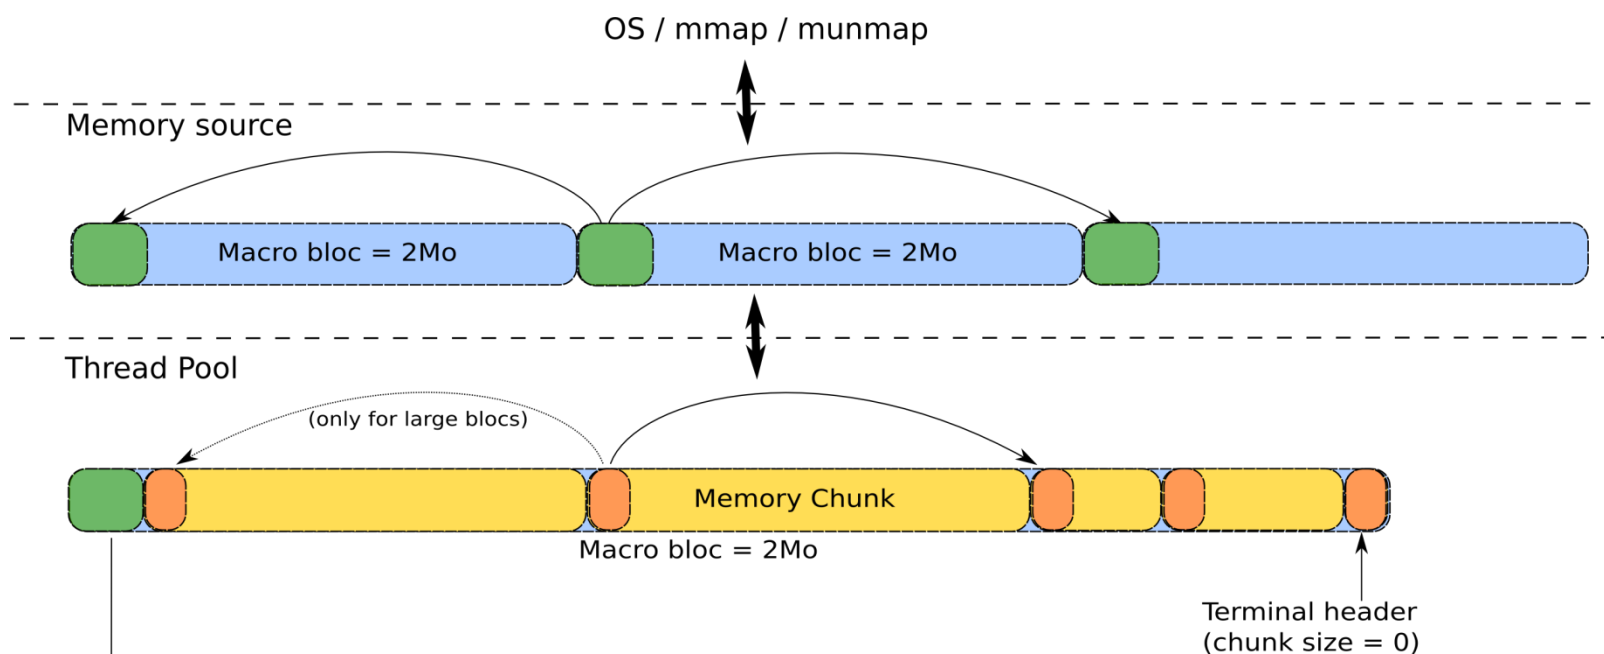 OS / mmap / munmap
Memory source
Macro bloc = 2Mo
Macro bloc = 2Mo
Thread Pool
(only for large blocs)
Memory Chunk
Macro bloc = 2Mo
Terminal header
(chunk size = 0)